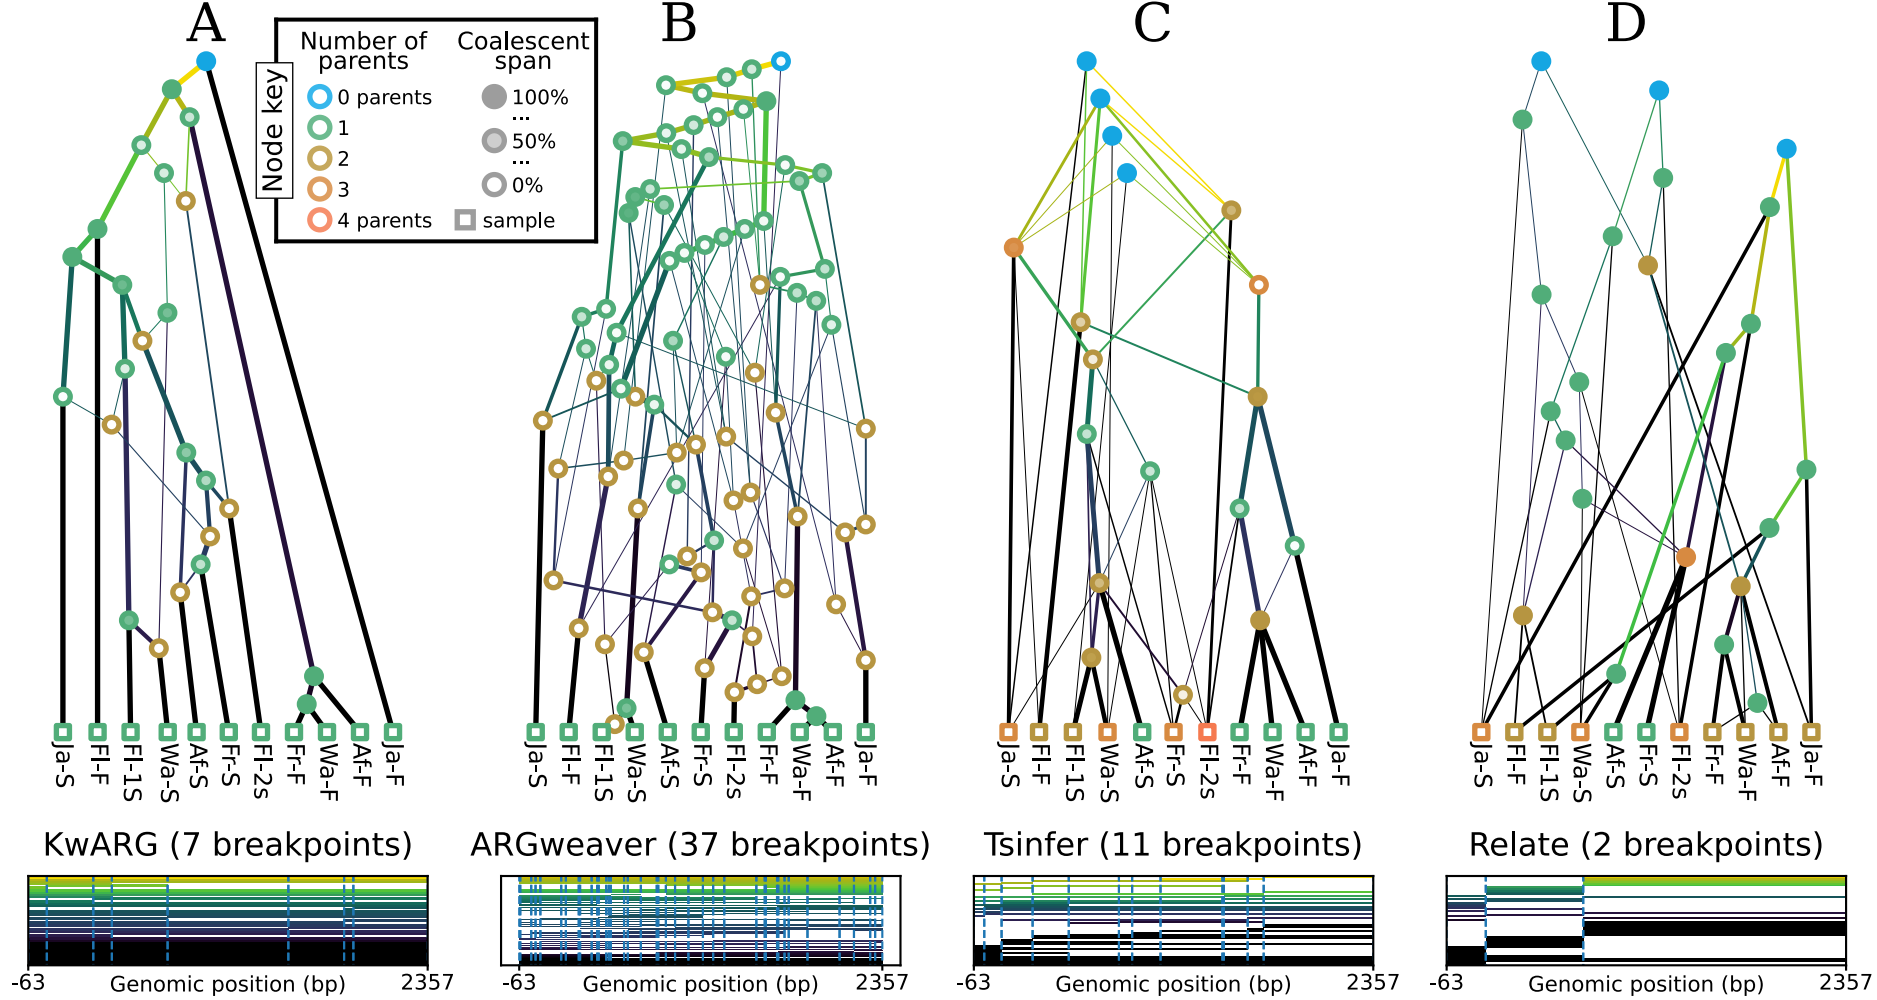 A
B
C
D
Node key
Number of
parents
0 parents
1
2
3
4 parents
Coalescent
span
100%
...
50%
...
0%
sample
Ja-S
Fl-F
Fl-1S
Wa-S
Af-S
Fr-S
Fl-2s
Fr-F
Wa-F
Af-F
Ja-F
Ja-S
Fl-F
Fl-1S
Wa-S
Af-S
Fr-S
Fl-2s
Fr-F
Wa-F
Af-F
Ja-F
Ja-S
Fl-F
Fl-1S
Wa-S
Af-S
Fr-S
Fl-2s
Fr-F
Wa-F
Af-F
Ja-F
Ja-S
Fl-F
Fl-1S
Wa-S
Af-S
Fr-S
Fl-2s
Fr-F
Wa-F
Af-F
Ja-F
KwARG (7 breakpoints)
ARGweaver (37 breakpoints)
Tsinfer (11 breakpoints)
Relate (2 breakpoints)
-63 Genomic position (bp) 2357
-63 Genomic position (bp) 2357
-63 Genomic position (bp) 2357
-63 Genomic position (bp) 2357